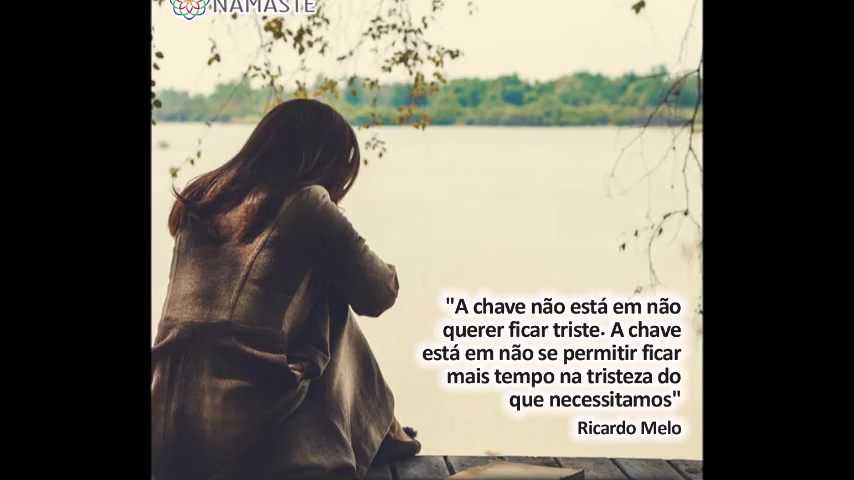 NAMASTÊ
"A chave não está em não
querer ficar triste. A chave
está em não se permitir ficar
mais tempo na tristeza do
que necessitamos"
Ricardo Melo